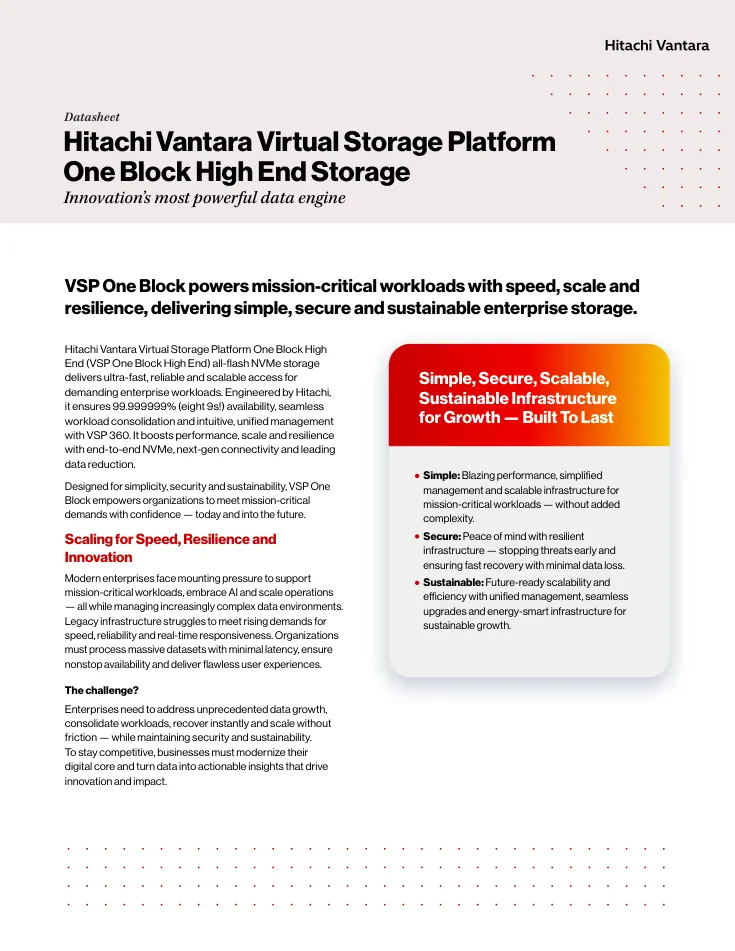 Hitachi Vantara
Datasheet
Hitachi Vantara Virtual Storage Platform
One Block High End Storage
Innovation's most powerful data engine
VSP One Block powers mission-critical workloads with speed, scale and
resilience, delivering simple, secure and sustainable enterprise storage.
Hitachi Vantara Virtual Storage Platform One Block High
End (VSP One Block High End) all-flash NVMe storage
delivers ultra-fast, reliable and scalable access for
demanding enterprise workloads. Engineered by Hitachi,
it ensures 99.999999% (eight 9s!) availability, seamless
workload consolidation and intuitive, unified management
with VSP 360. It boosts performance, scale and resilience
with end-to-end NVMe, next-gen connectivity and leading
data reduction.
Designed for simplicity, security and sustainability, VSP One
Block empowers organizations to meet mission-critical
demands with confidence — today and into the future.
Scaling for Speed, Resilience and
Innovation
Modern enterprises face mounting pressure to support
mission-critical workloads, embrace AI and scale operations
— all while managing increasingly complex data environments.
Legacy infrastructure struggles to meet rising demands for
speed, reliability and real-time responsiveness. Organizations
must process massive datasets with minimal latency, ensure
nonstop availability and deliver flawless user experiences.
The challenge?
Enterprises need to address unprecedented data growth,
consolidate workloads, recover instantly and scale without
friction — while maintaining security and sustainability.
To stay competitive, businesses must modernize their
digital core and turn data into actionable insights that drive
innovation and impact.
Simple, Secure, Scalable,
Sustainable Infrastructure
for Growth — Built To Last
• Simple: Blazing performance, simplified
management and scalable infrastructure for
mission-critical workloads — without added
complexity.
• Secure: Peace of mind with resilient
infrastructure — stopping threats early and
ensuring fast recovery with minimal data loss.
• Sustainable: Future-ready scalability and
efficiency with unified management, seamless
upgrades and energy-smart infrastructure for
sustainable growth.